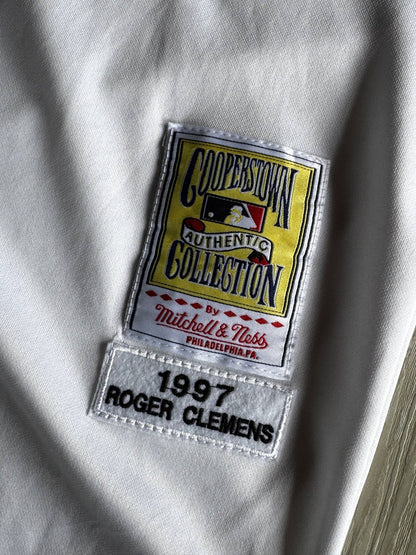 COOPERSTOWN
AUTHENTIC
COLLECTION
By
Mitchell & Ness
PHILADELPHIA, PA.
1997
ROGER CLEMENS